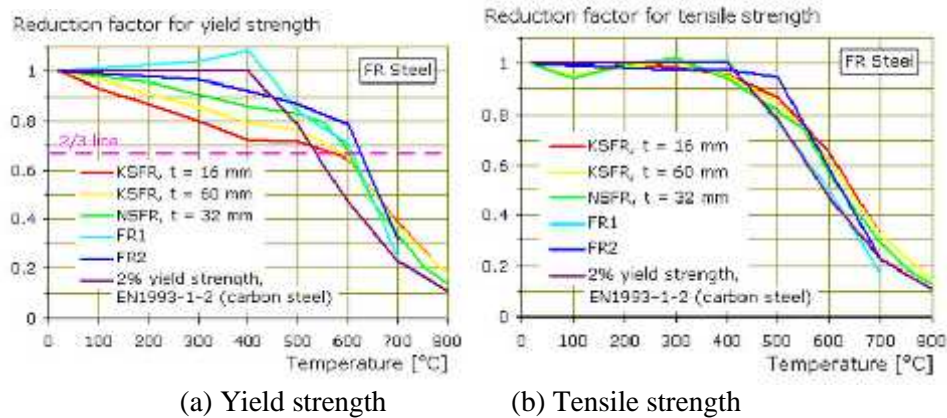 Reduction factor for yield strength
FR Steel
1
0.8
2/3 line
0.6
0.4
0.2
0
KSFR, t = 16 mm
KSFR, t = 60 mm
NSFR, t = 32 mm
FR1
FR2
2% yield strength,
EN1993-1-2 (carbon steel)
0 100 200 300 400 500 600 700 800
Temperature [°C]
(a) Yield strength
Reduction factor for tensile strength
FR Steel
1
0.8
0.6
0.4
0.2
0
KSFR, t = 16 mm
KSFR, t = 60 mm
NSFR, t = 32 mm
FR1
FR2
2% yield strength,
EN1993-1-2 (carbon steel)
0 100 200 300 400 500 600 700 800
Temperature [°C]
(b) Tensile strength